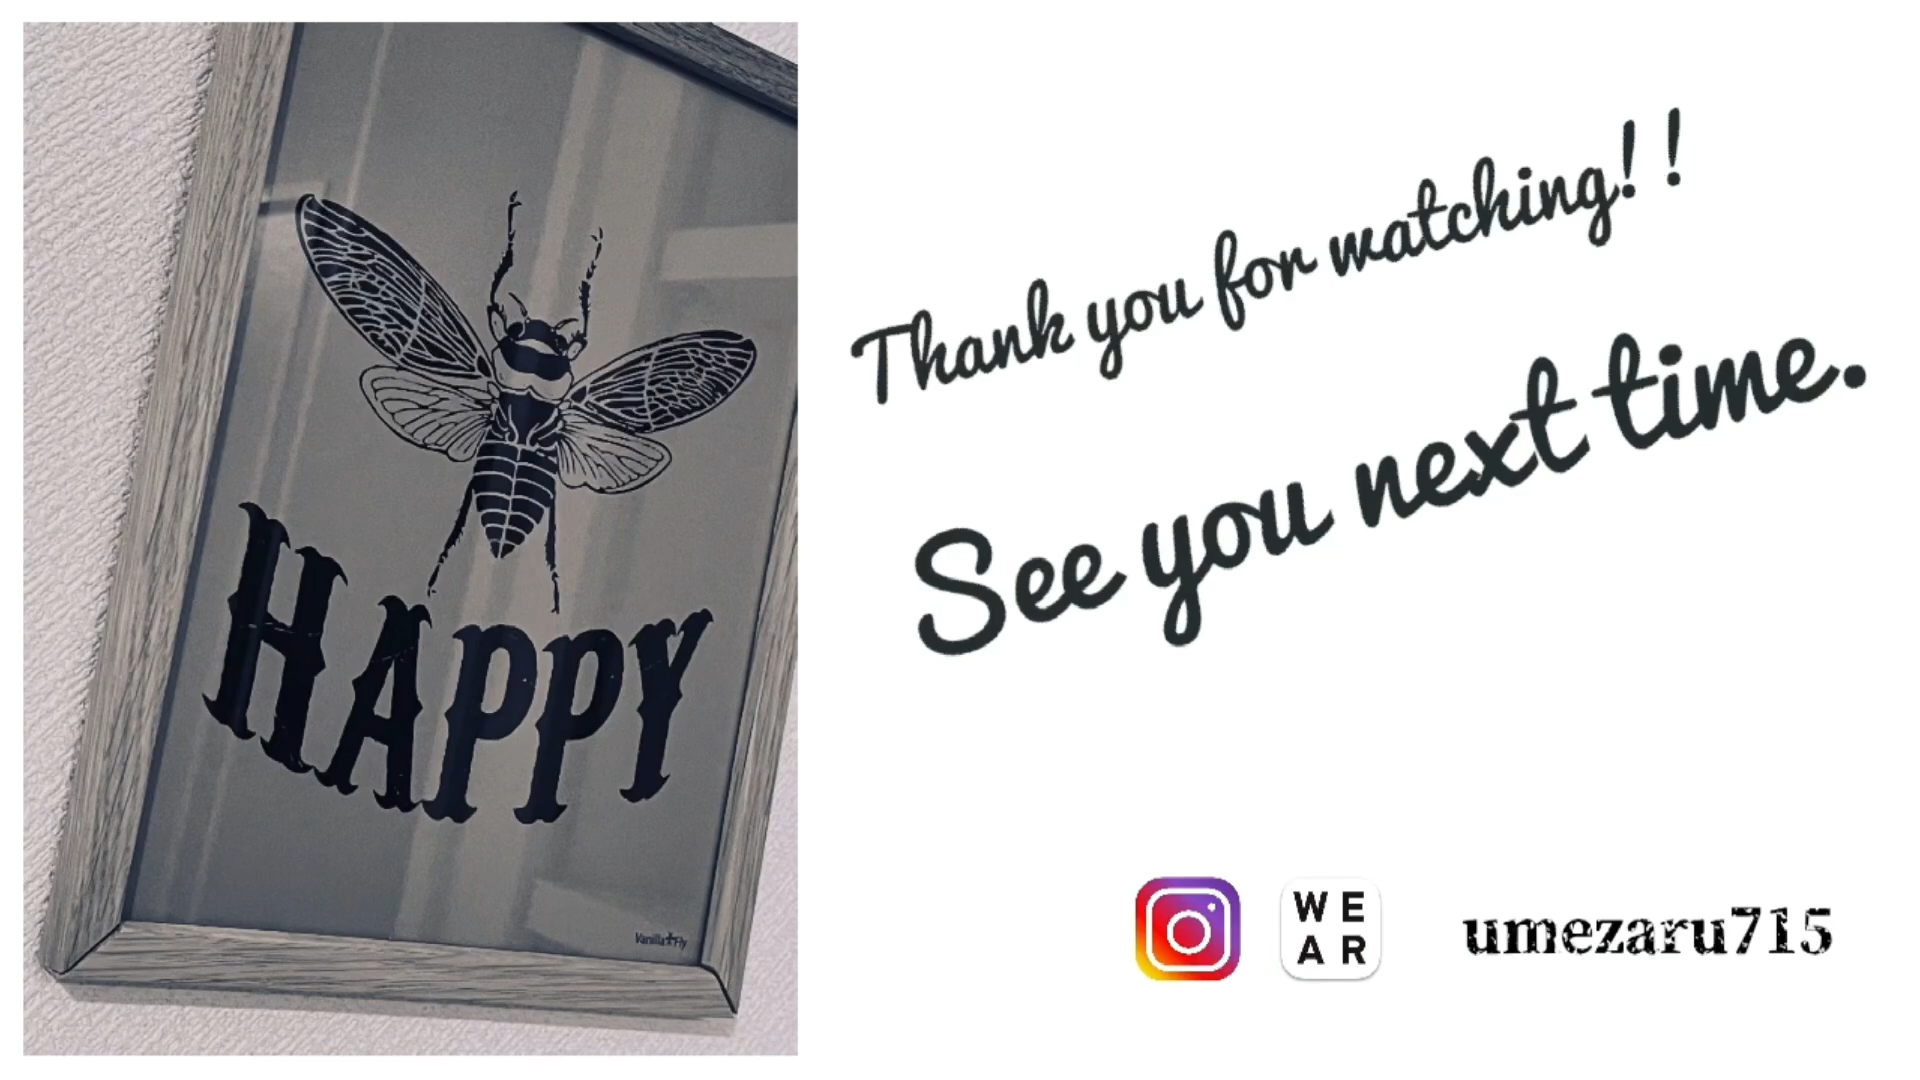 HAPPY
Vanilla Fly
Thank you for watching!!
See you next time.
WE
AR
umezaru715